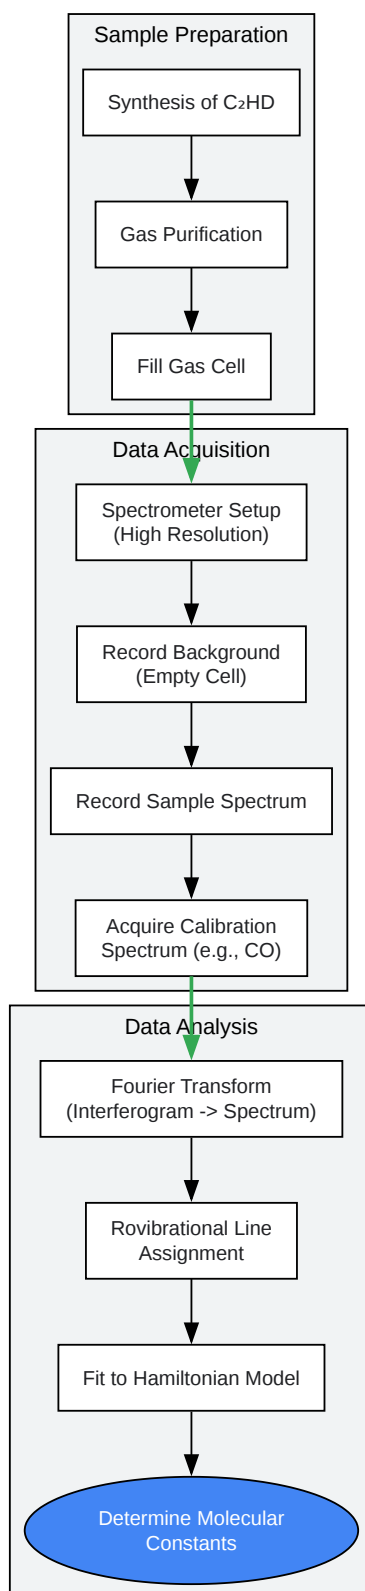 Sample Preparation
Synthesis of C₂HD
Gas Purification
Fill Gas Cell
Data Acquisition
Spectrometer Setup
(High Resolution)
Record Background
(Empty Cell)
Record Sample Spectrum
Acquire Calibration
Spectrum (e.g., CO)
Data Analysis
Fourier Transform
(Interferogram -> Spectrum)
Rovibrational Line
Assignment
Fit to Hamiltonian Model
Determine Molecular
Constants